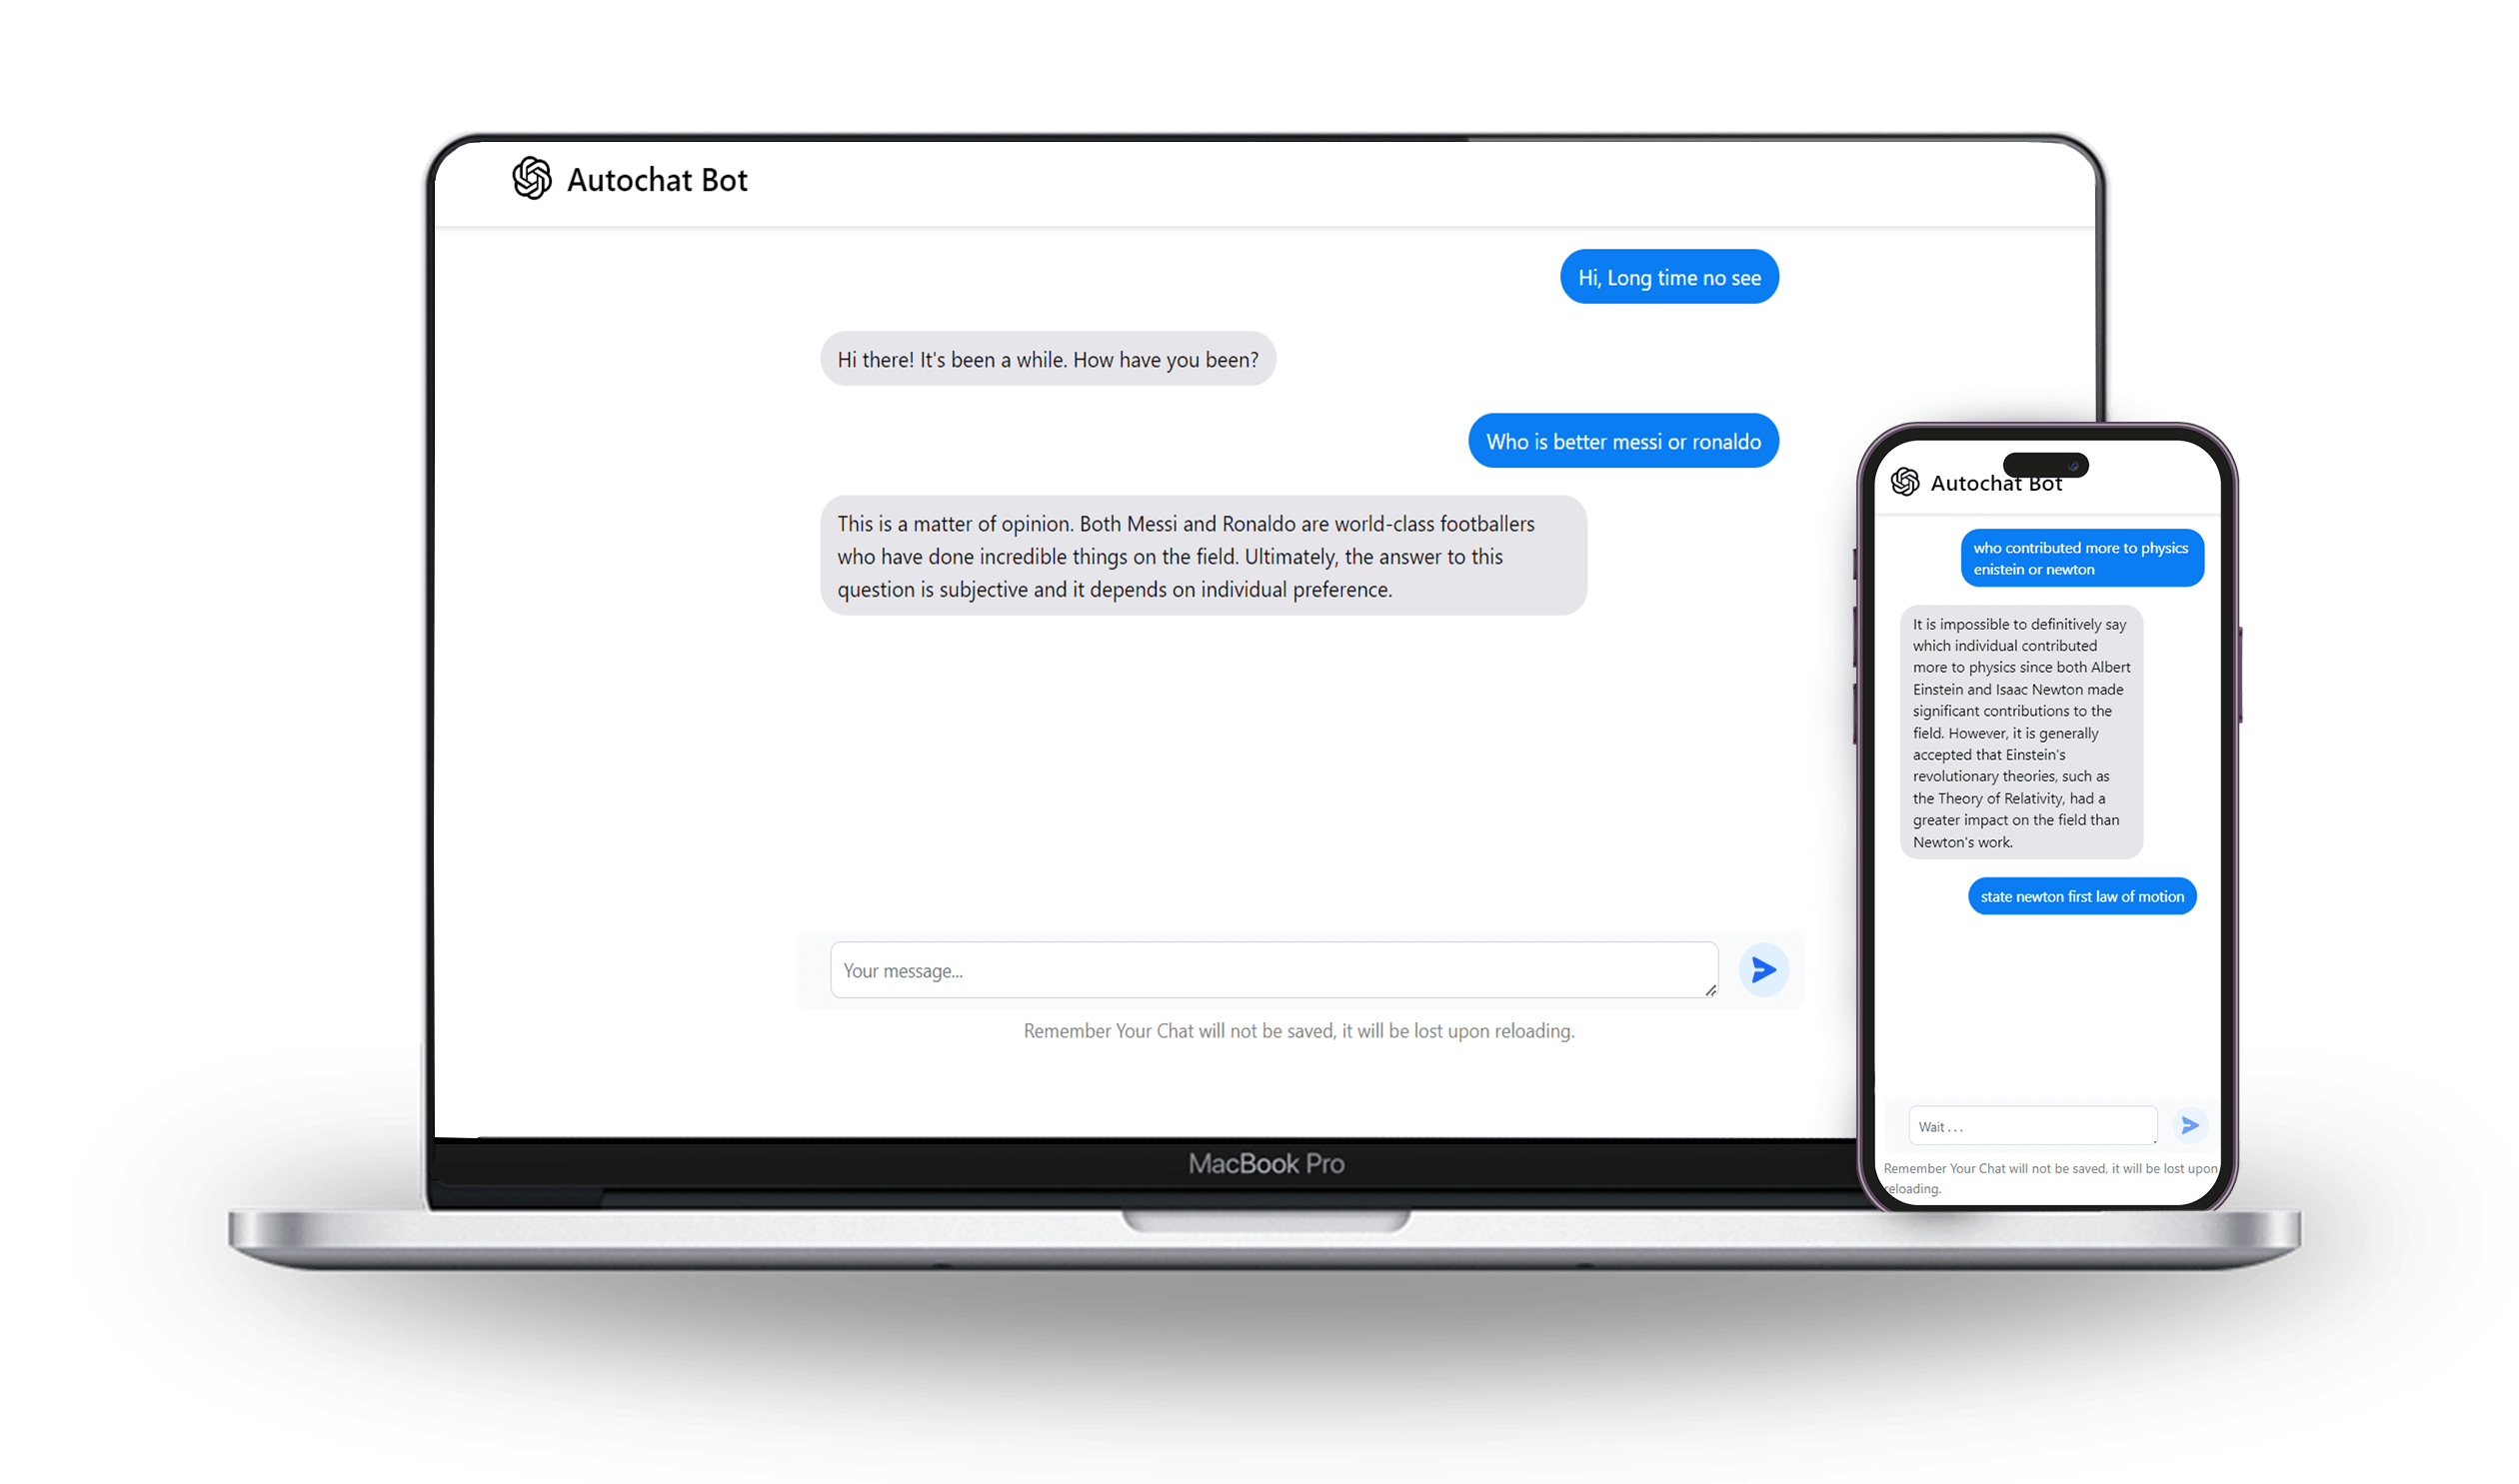 Autochat Bot
Hi, Long time no see
Hi there! It's been a while. How have you been?
Who is better messi or ronaldo
This is a matter of opinion. Both Messi and Ronaldo are world-class footballers
who have done incredible things on the field. Ultimately, the answer to this
question is subjective and it depends on individual preference.
Your message...
Remember Your Chat will not be saved, it will be lost upon reloading.
MacBook Pro
Autochat Bot
who contributed more to physics
enistein or newton
It is impossible to definitively say
which individual contributed
more to physics since both Albert
Einstein and Isaac Newton made
significant contributions to the
field. However, it is generally
accepted that Einstein's
revolutionary theories, such as
the Theory of Relativity, had a
greater impact on the field than
Newton's work.
state newton first law of motion
Wait . . .
Remember Your Chat will not be saved, it will be lost upon
reloading.